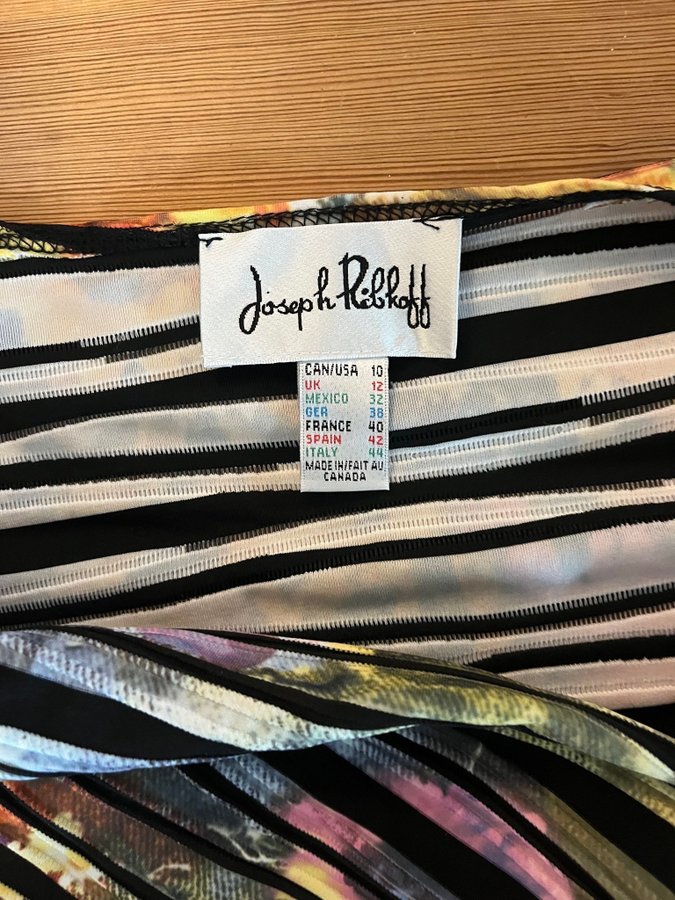 Joseph Ribkoff
CAN/USA 10
UK 12
MEXICO 32
GER 38
FRANCE 40
SPAIN 42
ITALY 44
MADE IN/FAIT AU
CANADA